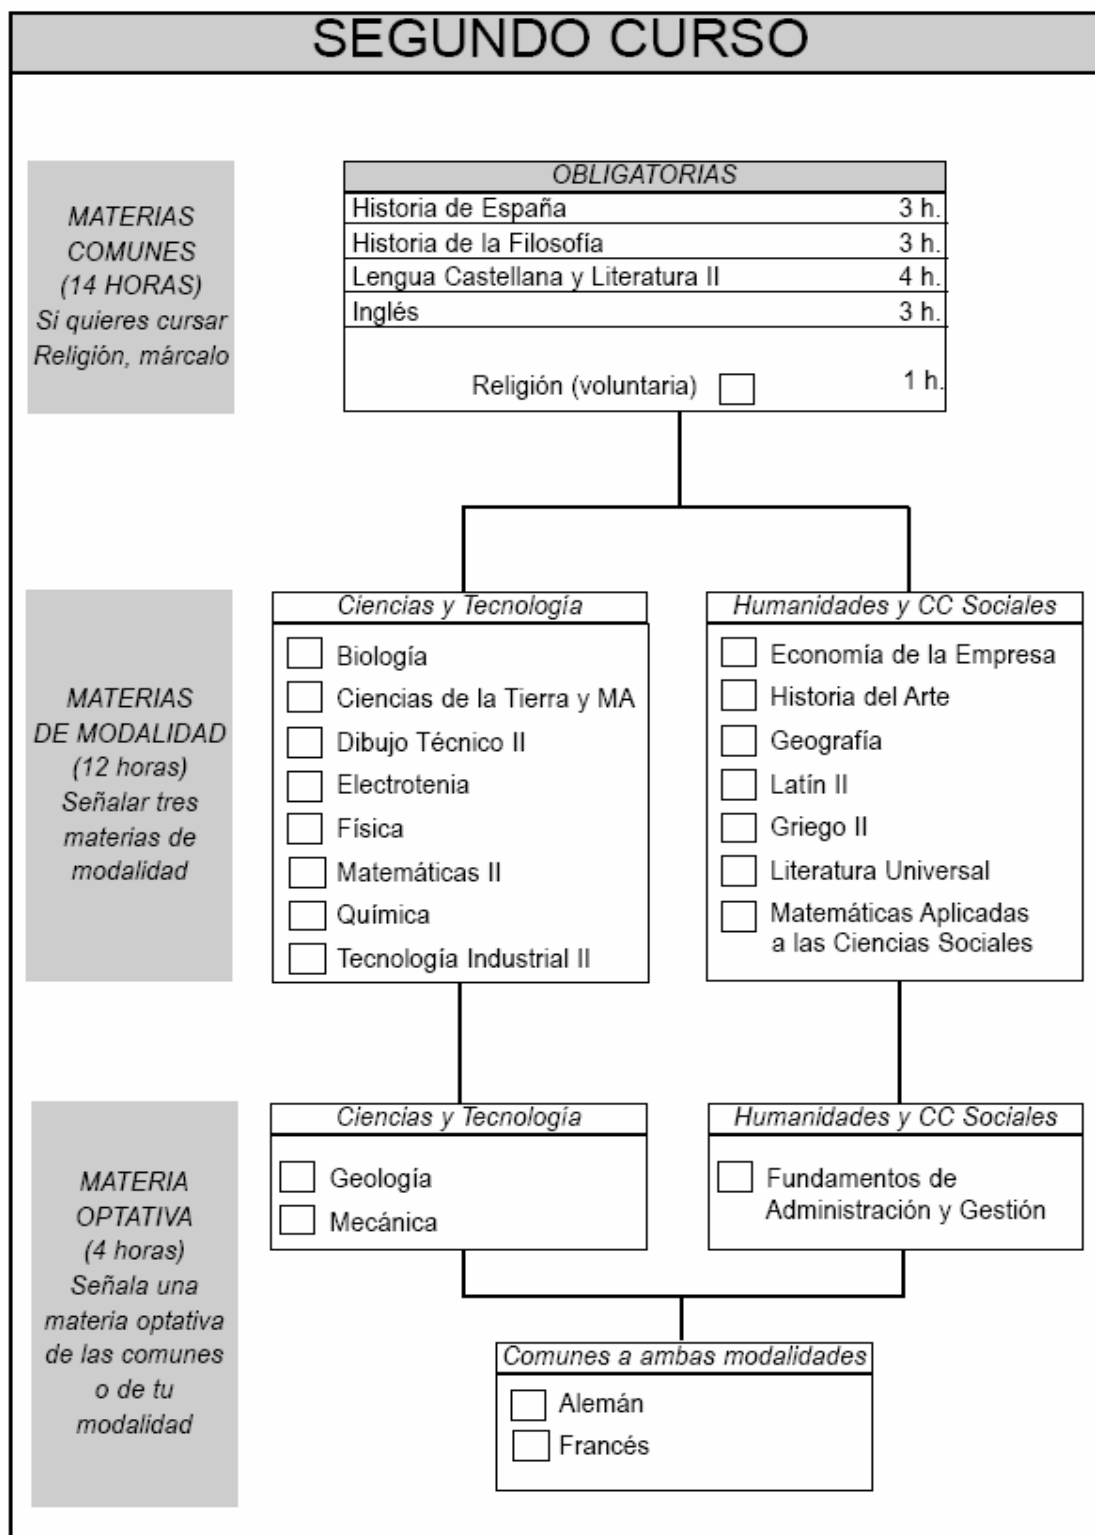 SEGUNDO CURSO
MATERIAS
COMUNES
(14 HORAS)
Si quieres cursar
Religión, márcalo
OBLIGATORIAS
Historia de España 3 h.
Historia de la Filosofía 3 h.
Lengua Castellana y Literatura II 4 h.
Inglés 3 h.
Religión (voluntaria) 1 h.
MATERIAS
DE MODALIDAD
(12 horas)
Señalar tres
materias de
modalidad
Ciencias y Tecnología
Biología
Ciencias de la Tierra y MA
Dibujo Técnico II
Electrotenia
Física
Matemáticas II
Química
Tecnología Industrial II
Humanidades y CC Sociales
Economía de la Empresa
Historia del Arte
Geografía
Latín II
Griego II
Literatura Universal
Matemáticas Aplicadas
a las Ciencias Sociales
MATERIA
OPTATIVA
(4 horas)
Señala una
materia optativa
de las comunes
o de tu
modalidad
Ciencias y Tecnología
Geología
Mecánica
Humanidades y CC Sociales
Fundamentos de
Administración y Gestión
Comunes a ambas modalidades
Alemán
Francés